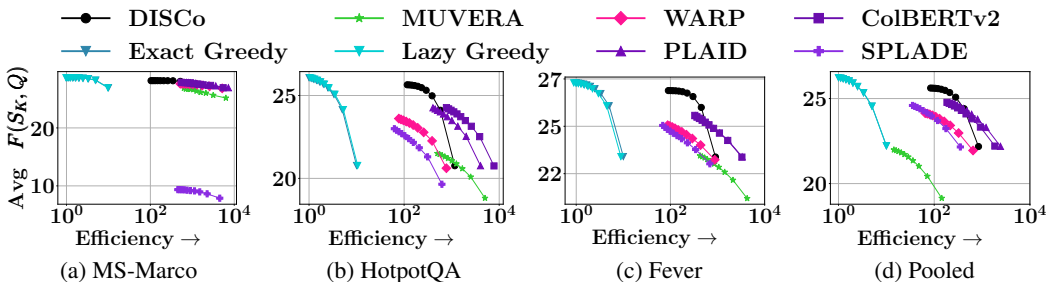 DISCo MUVERA WARP ColBERTv2
Exact Greedy Lazy Greedy PLAID SPLADE
Avg F(S_K, Q)
28
10
10^0 10^2 10^4
Efficiency →
(a) MS-Marco
25
20
10^0 10^2 10^4
Efficiency →
(b) HotpotQA
27
25
22
10^0 10^2 10^4
Efficiency →
(c) Fever
25
20
10^0 10^2 10^4
Efficiency →
(d) Pooled